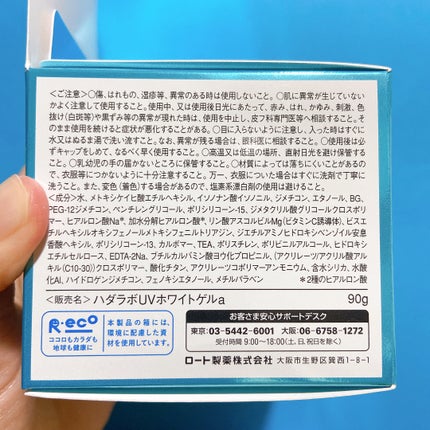 <ご注意>○傷、はれもの、湿疹等、異常のある時は使用しないこと。○肌に異常が生じていない
かよく注意して使用すること。使用中、又は使用後日光にあたって、赤み、はれ、かゆみ、刺激、色
抜け(白斑等)や黒ずみ等の異常が現れた時は、使用を中止し、皮フ科専門医等へ相談すること。
そのまま使用を続けると症状が悪化することがある。○目に入らないように注意し、入った時はすぐに
水又はぬるま湯で洗い流すこと。なお、異常が残る場合は、眼科医に相談すること。○使用後は必
ずキャップをしめて、なるべく早く使用すること。○高温又は低温の場所、直射日光を避け保管する
こと。○乳幼児の手の届かないところに保管すること。○材質によっては落ちにくいことがあるの
で、衣服等につかないように十分注意すること。万一、衣服についた場合はすぐに洗剤で丁寧に
洗うこと。また、変色(着色)する場合があるので、塩素系漂白剤の使用は避けること。
<成分>水、メトキシケイヒ酸エチルヘキシル、イソノナン酸イソノニル、ジメチコン、エタノール、BG、
PEG-12ジメチコン、ペンチレングリコール、ポリシリコーン-15、ジメタクリル酸グリコールクロスポリ
マー、ヒアルロン酸Na*、加水分解ヒアルロン酸*、リン酸アスコルビルMg(ビタミンC誘導体)、ビスエ
チルヘキシルオキシフェノールメトキシフェニルトリアジン、ジエチルアミノヒドロキシベンゾイル安息
香酸ヘキシル、ポリシリコーン-13、カルボマー、TEA、ポリスチレン、ポリビニルアルコール、ヒドロキシ
エチルセルロース、EDTA-2Na、ブチルカルバミン酸ヨウ化プロピニル、(アクリレーツ/アクリル酸アル
キル(C10-30))クロスポリマー、酸化チタン、アクリレーツコポリマーアンモニウム、含水シリカ、水酸
化Al、ハイドロゲンジメチコン、フェノキシエタノール、メチルパラベン *2種のヒアルロン酸
<販売名>ハダラボUVホワイトゲルa 90g
R-eco
ココロもカラダも
地球も健康に
本製品の箱には、
環境に配慮した資
材を使用しています。
お客さま安心サポートデスク
東京:03-5442-6001 大阪:06-6758-1272
受付時間 9:00〜18:00(土、日、祝日を除く)
ロート製薬株式会社 大阪市生野区巽西1-8-1